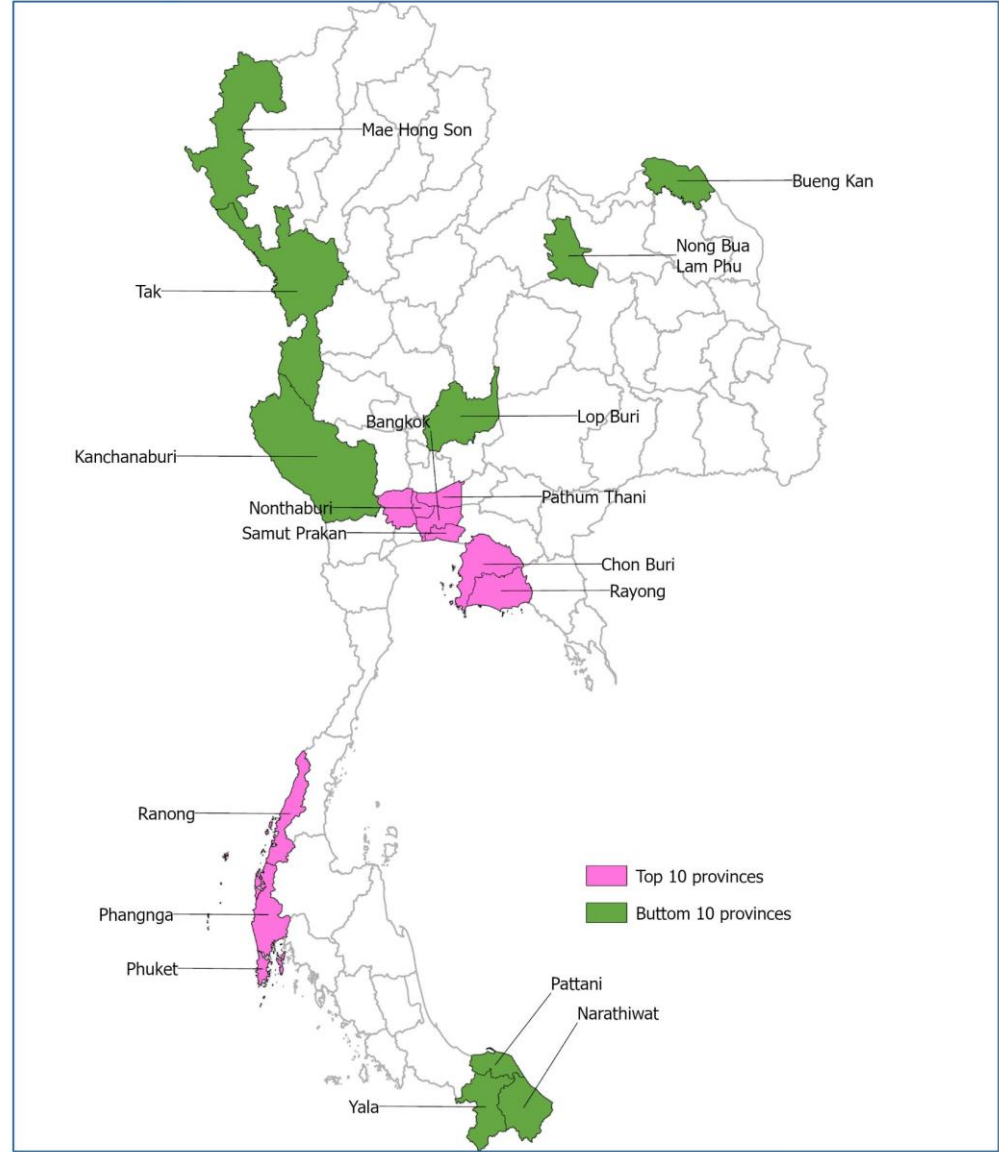 Mae Hong Son
Bueng Kan
Nong Bua
Lam Phu
Tak
Bangkok
Lop Buri
Kanchanaburi
Pathum Thani
Nonthaburi
Samut Prakan
Chon Buri
Rayong
Ranong
Top 10 provinces
Buttom 10 provinces
Phangnga
Phuket
Pattani
Narathiwat
Yala